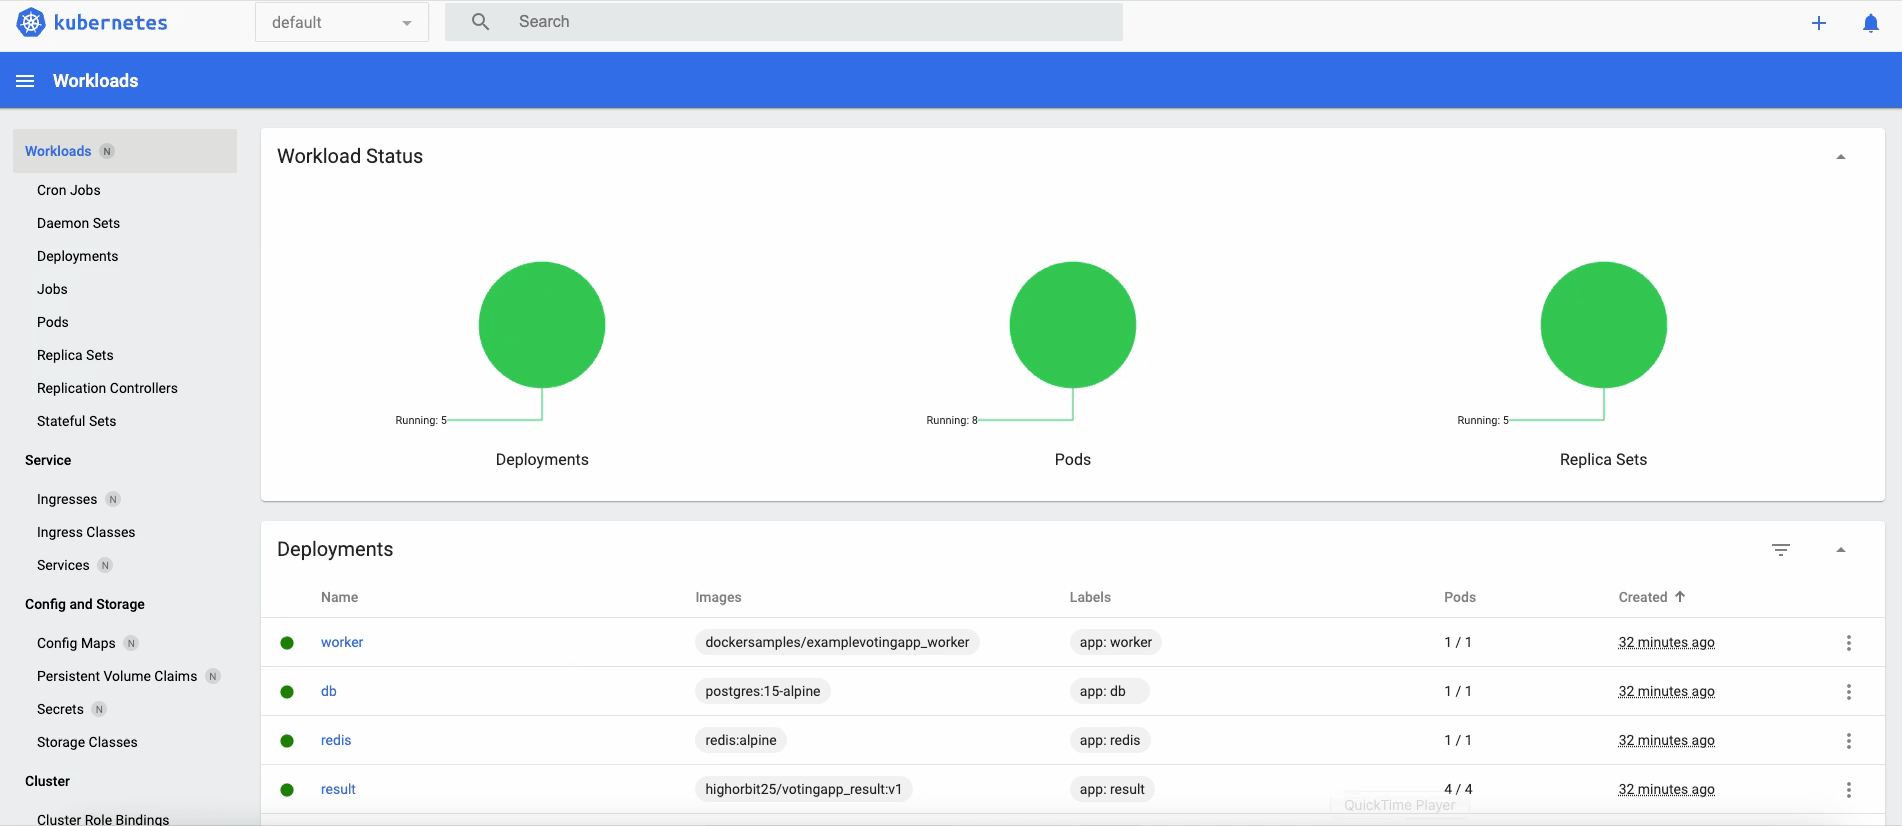 kubernetes
default
Search
Workloads
Workloads N
Cron Jobs
Daemon Sets
Deployments
Jobs
Pods
Replica Sets
Replication Controllers
Stateful Sets
Service
Ingresses N
Ingress Classes
Services N
Config and Storage
Config Maps N
Persistent Volume Claims N
Secrets N
Storage Classes
Cluster
Cluster Role Bindings
Workload Status
Running: 5
Deployments
Running: 8
Pods
Running: 5
Replica Sets
Deployments
Name Images Labels Pods Created
worker dockersamples/examplevotingapp_worker app: worker 1 / 1 32 minutes ago
db postgres:15-alpine app: db 1 / 1 32 minutes ago
redis redis:alpine app: redis 1 / 1 32 minutes ago
result highorbit25/votingapp_result:v1 app: result 4 / 4 32 minutes ago
QuickTime Player